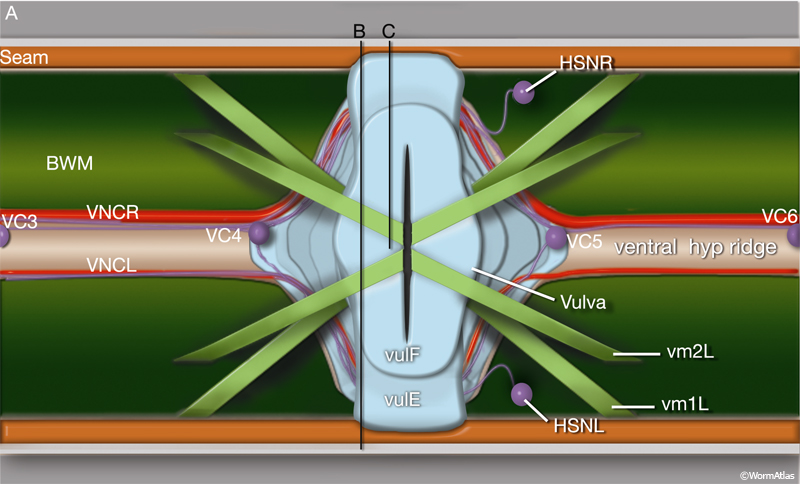 A
B C
Seam
HSNR
BWM
VNCR
VC3
VC6
VC4
VC5
ventral hyp ridge
VNCL
Vulva
vulF
vm2L
vulE
vm1L
HSNL
©WormAtlas